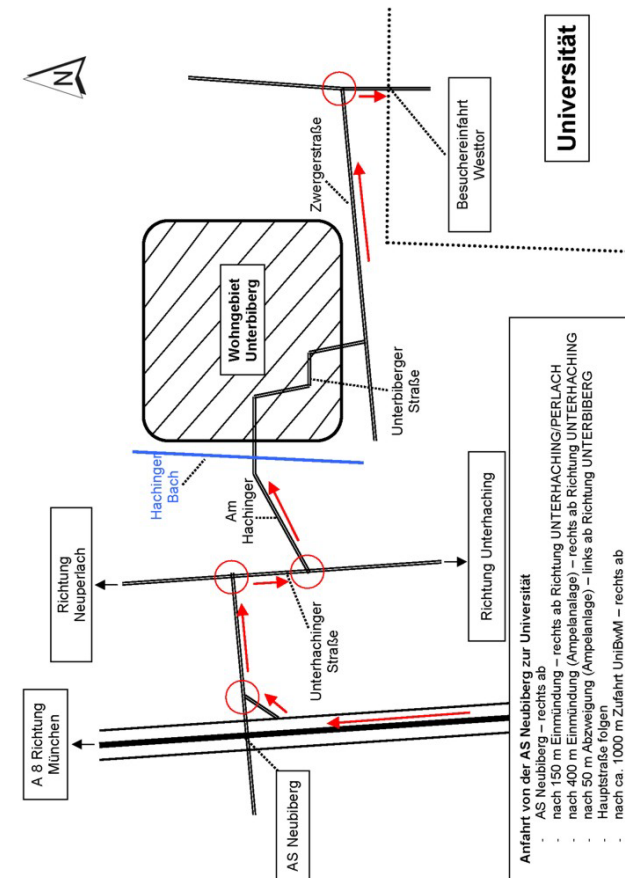 N
A 8 Richtung
München
AS Neubiberg
Richtung
Neuperlach
Unterhachinger
Straße
Richtung Unterhaching
Am
Hachinger
Hachinger
Bach
Wohngebiet
Unterbiberg
Unterbiberger
Straße
Zwergerstraße
Besuchereinfahrt
Westtor
Universität
Anfahrt von der AS Neubiberg zur Universität
- AS Neubiberg – rechts ab
- nach 150 m Einmündung – rechts ab Richtung UNTERHACHING/PERLACH
- nach 400 m Einmündung (Ampelanalage) – rechts ab Richtung UNTERHACHING
- nach 50 m Abzweigung (Ampelanlage) – links ab Richtung UNTERBIBERG
- Hauptstraße folgen
- nach ca. 1000 m Zufahrt UniBwM – rechts ab